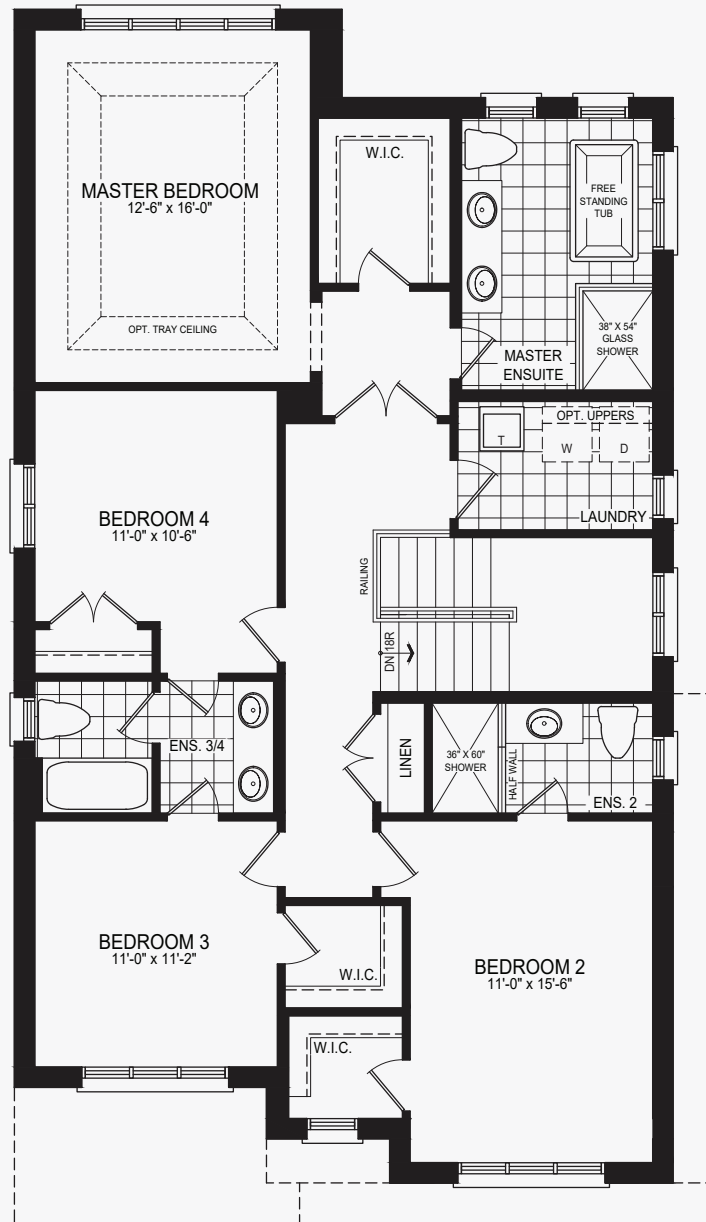 W.I.C.
MASTER BEDROOM
12'-6" x 16'-0"
FREE
STANDING
TUB
OPT. TRAY CEILING
38" X 54"
GLASS
SHOWER
MASTER
ENSUITE
OPT. UPPERS
T
W
D
LAUNDRY
BEDROOM 4
11'-0" x 10'-6"
RAILING
DN 18R
ENS. 3/4
LINEN
36" X 60"
SHOWER
HALF WALL
ENS. 2
BEDROOM 3
11'-0" x 11'-2"
W.I.C.
BEDROOM 2
11'-0" x 15'-6"
W.I.C.